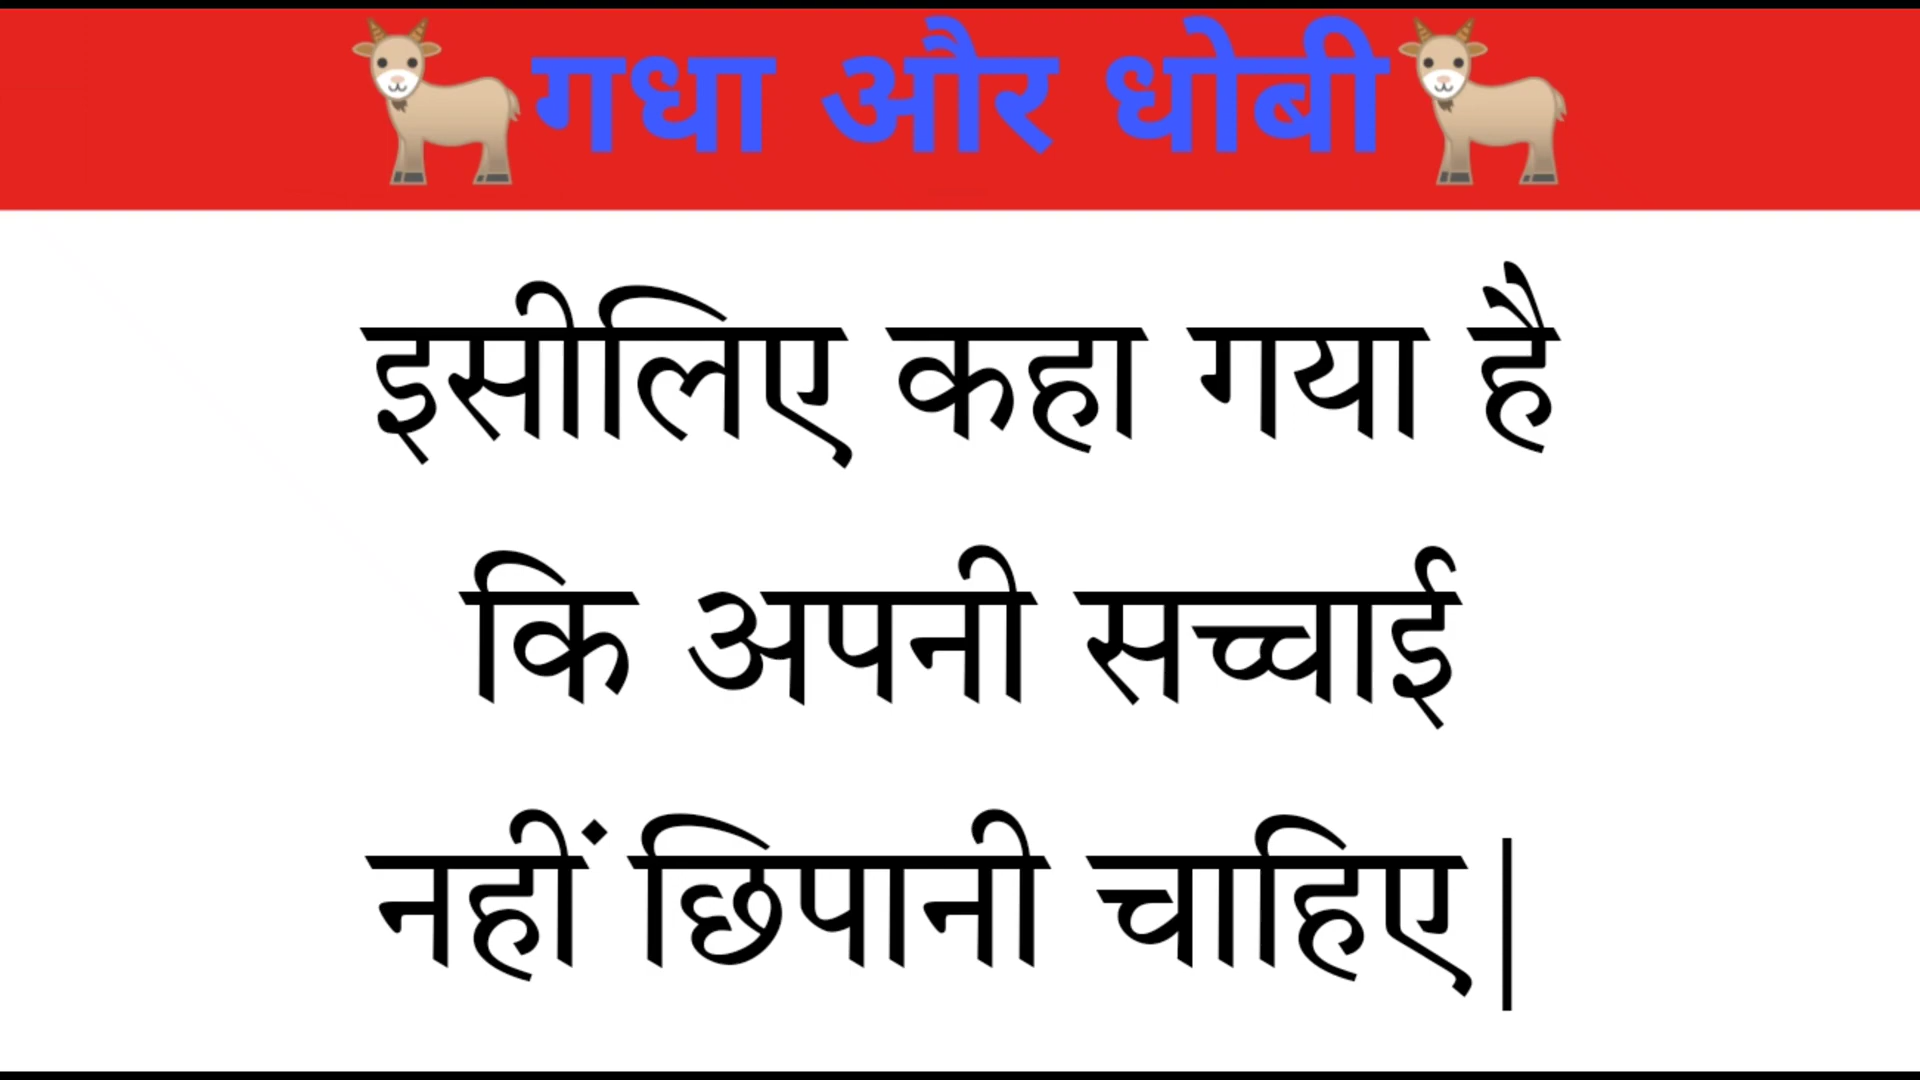 गधा और धोबी
इसीलिए कहा गया है
कि अपनी सच्चाई
नहीं छिपानी चाहिए|